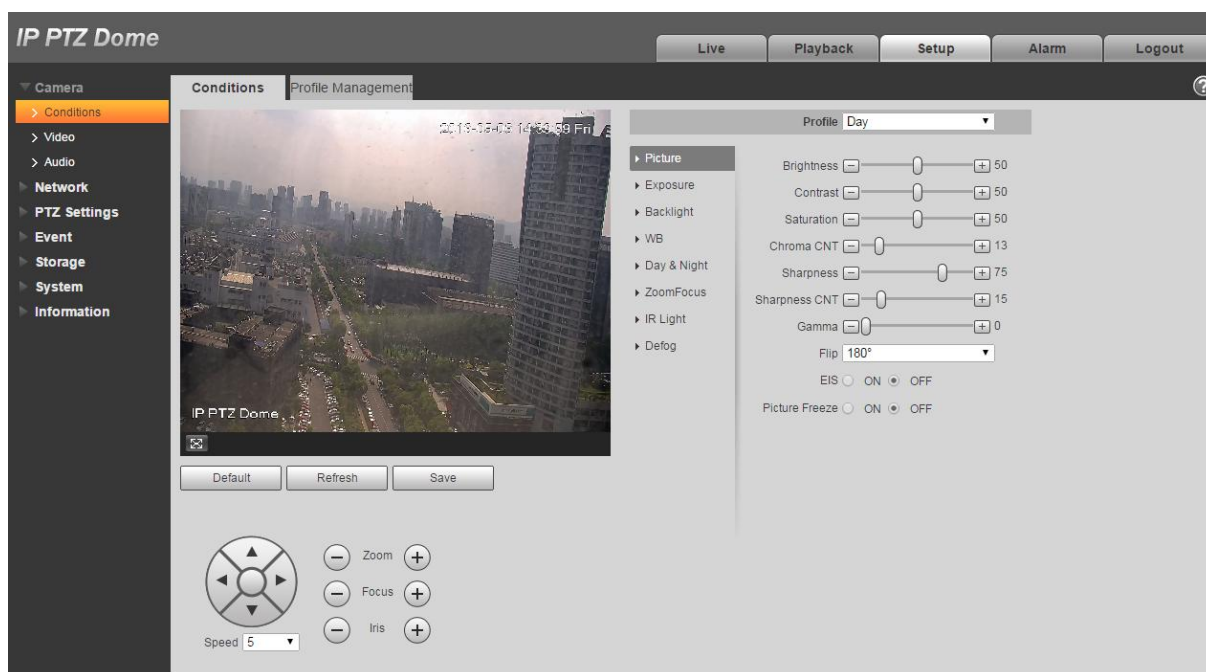 IP PTZ Dome
Live
Playback
Setup
Alarm
Logout
Camera
Conditions
Video
Audio
Network
PTZ Settings
Event
Storage
System
Information
Conditions
Profile Management
Fri
IP PTZ Dome
Default
Refresh
Save
Zoom
Focus
Iris
Speed 5
Profile Day
Picture
Exposure
Backlight
WB
Day & Night
ZoomFocus
IR Light
Defog
Brightness 50
Contrast 50
Saturation 50
Chroma CNT 13
Sharpness 75
Sharpness CNT 15
Gamma 0
Flip 180°
EIS ON OFF
Picture Freeze ON OFF